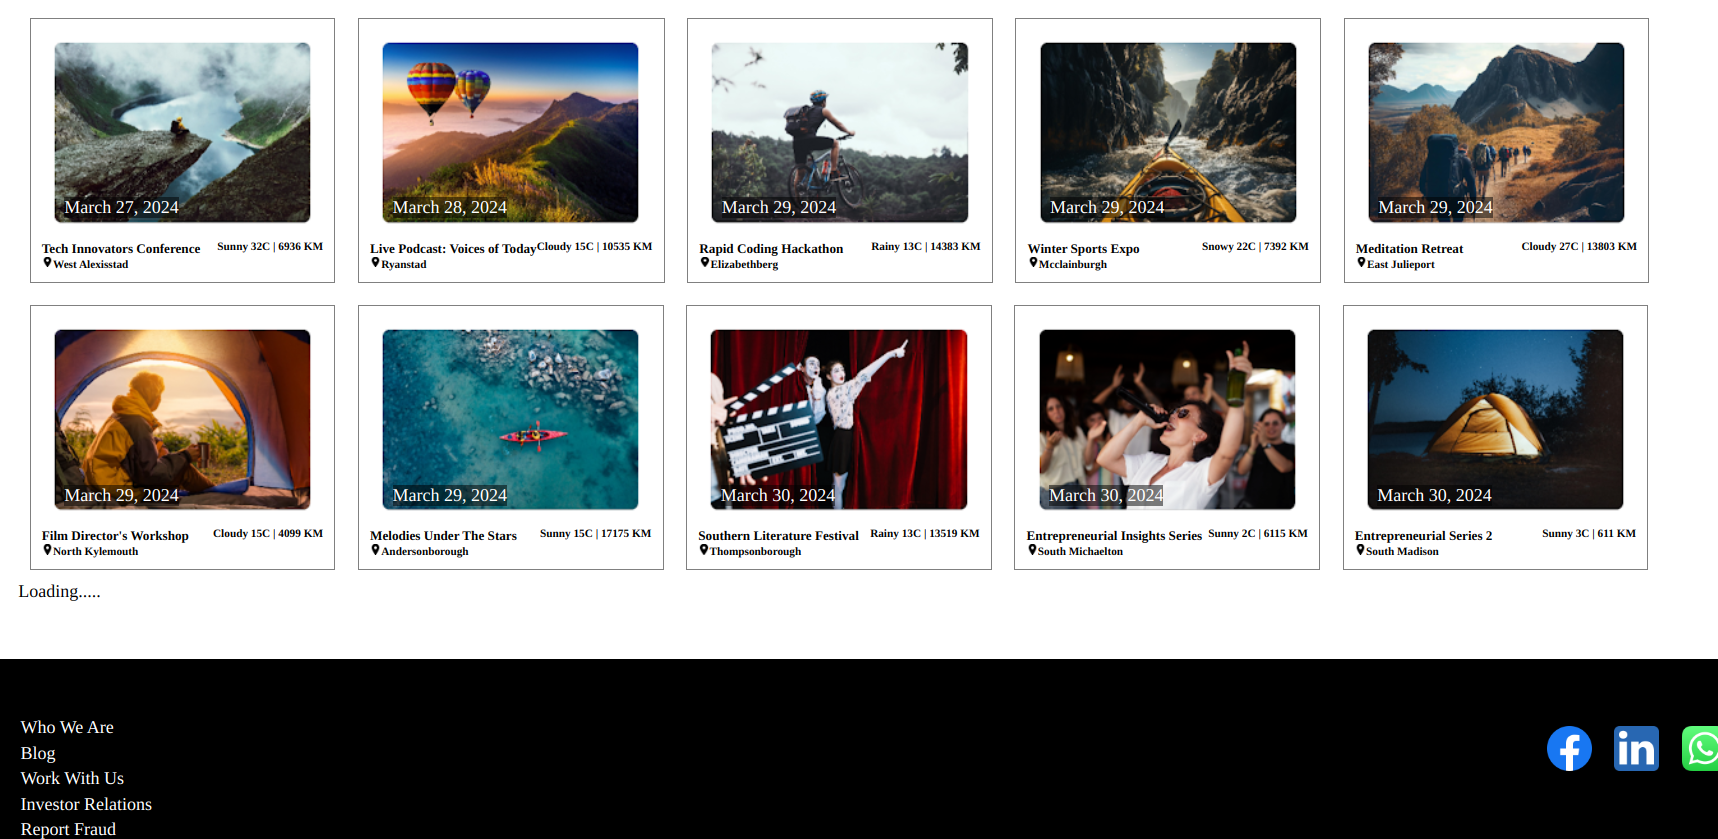 March 27, 2024
Tech Innovators Conference
Sunny 32C | 6936 KM
West Alexisstad
March 28, 2024
Live Podcast: Voices of Today
Cloudy 15C | 10535 KM
Ryanstad
March 29, 2024
Rapid Coding Hackathon
Rainy 13C | 14383 KM
Elizabethberg
March 29, 2024
Winter Sports Expo
Snowy 22C | 7392 KM
Mcclainburgh
March 29, 2024
Meditation Retreat
Cloudy 27C | 13803 KM
East Julieport
March 29, 2024
Film Director's Workshop
Cloudy 15C | 4099 KM
North Kylemouth
March 29, 2024
Melodies Under The Stars
Sunny 15C | 17175 KM
Andersonborough
March 30, 2024
Southern Literature Festival
Rainy 13C | 13519 KM
Thompsonborough
March 30, 2024
Entrepreneurial Insights Series
Sunny 2C | 6115 KM
South Michaelton
March 30, 2024
Entrepreneurial Series 2
Sunny 3C | 611 KM
South Madison
Loading.....
Who We Are
Blog
Work With Us
Investor Relations
Report Fraud
in